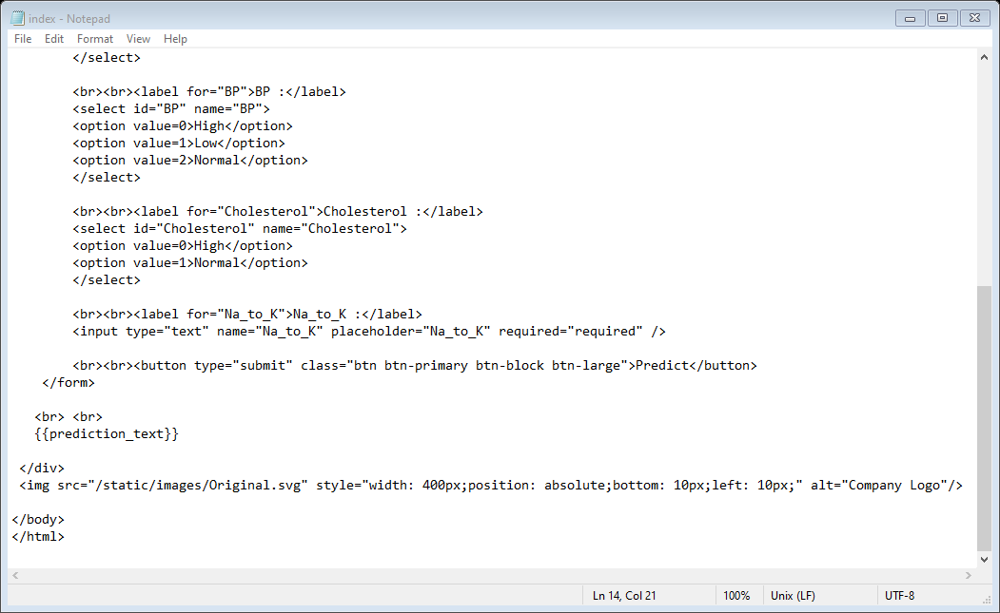 index - Notepad
File Edit Format View Help
</select>
<br><br><label for="BP">BP :</label>
<select id="BP" name="BP">
<option value=0>High</option>
<option value=1>Low</option>
<option value=2>Normal</option>
</select>
<br><br><label for="Cholesterol">Cholesterol :</label>
<select id="Cholesterol" name="Cholesterol">
<option value=0>High</option>
<option value=1>Normal</option>
</select>
<br><br><label for="Na_to_K">Na_to_K :</label>
<input type="text" name="Na_to_K" placeholder="Na_to_K" required="required" />
<br><br><button type="submit" class="btn btn-primary btn-block btn-large">Predict</button>
</form>
<br> <br>
{{prediction_text}}
</div>
<img src="/static/images/Original.svg" style="width: 400px;position: absolute;bottom: 10px;left: 10px;" alt="Company Logo"/>
</body>
</html>
Ln 14, Col 21 100% Unix (LF) UTF-8